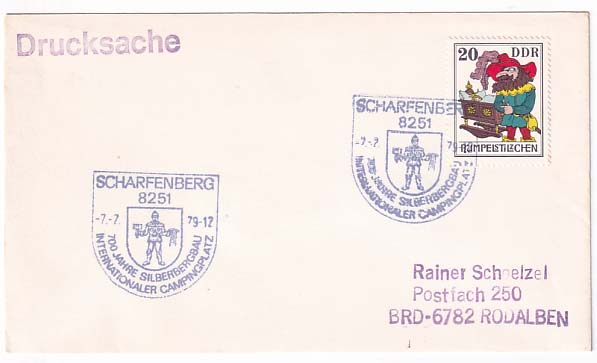 Drucksache
20 DDR
RUMPELSTILZCHEN
SCHARFENBERG
8251
-7.-7. 79-12
700 JAHRE SILBERBERGBAU
INTERNATIONALER CAMPINGPLATZ
SCHARFENBERG
8251
-7.-7. 79-12
700 JAHRE SILBERBERGBAU
INTERNATIONALER CAMPINGPLATZ
Rainer Schoelzel
Postfach 250
BRD-6782 RODALBEN